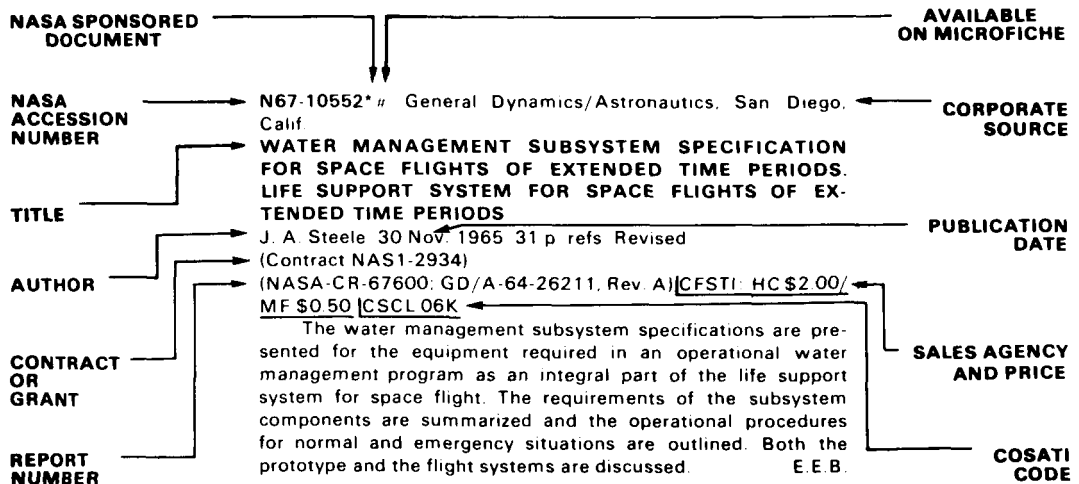 NASA SPONSORED
DOCUMENT
AVAILABLE
ON MICROFICHE
NASA
ACCESSION
NUMBER
N67-10552* # General Dynamics/Astronautics, San Diego,
Calif.
CORPORATE
SOURCE
TITLE
WATER MANAGEMENT SUBSYSTEM SPECIFICATION
FOR SPACE FLIGHTS OF EXTENDED TIME PERIODS.
LIFE SUPPORT SYSTEM FOR SPACE FLIGHTS OF EX-
TENDED TIME PERIODS
PUBLICATION
DATE
AUTHOR
J. A. Steele 30 Nov. 1965 31 p refs Revised
(Contract NAS1-2934)
(NASA-CR-67600; GD/A-64-26211, Rev. A) CFSTI: HC $2.00/
MF $0.50 CSCL 06K
CONTRACT
OR
GRANT
SALES AGENCY
AND PRICE
The water management subsystem specifications are pre-
sented for the equipment required in an operational water
management program as an integral part of the life support
system for space flight. The requirements of the subsystem
components are summarized and the operational procedures
for normal and emergency situations are outlined. Both the
prototype and the flight systems are discussed. E.E.B.
REPORT
NUMBER
COSATI
CODE